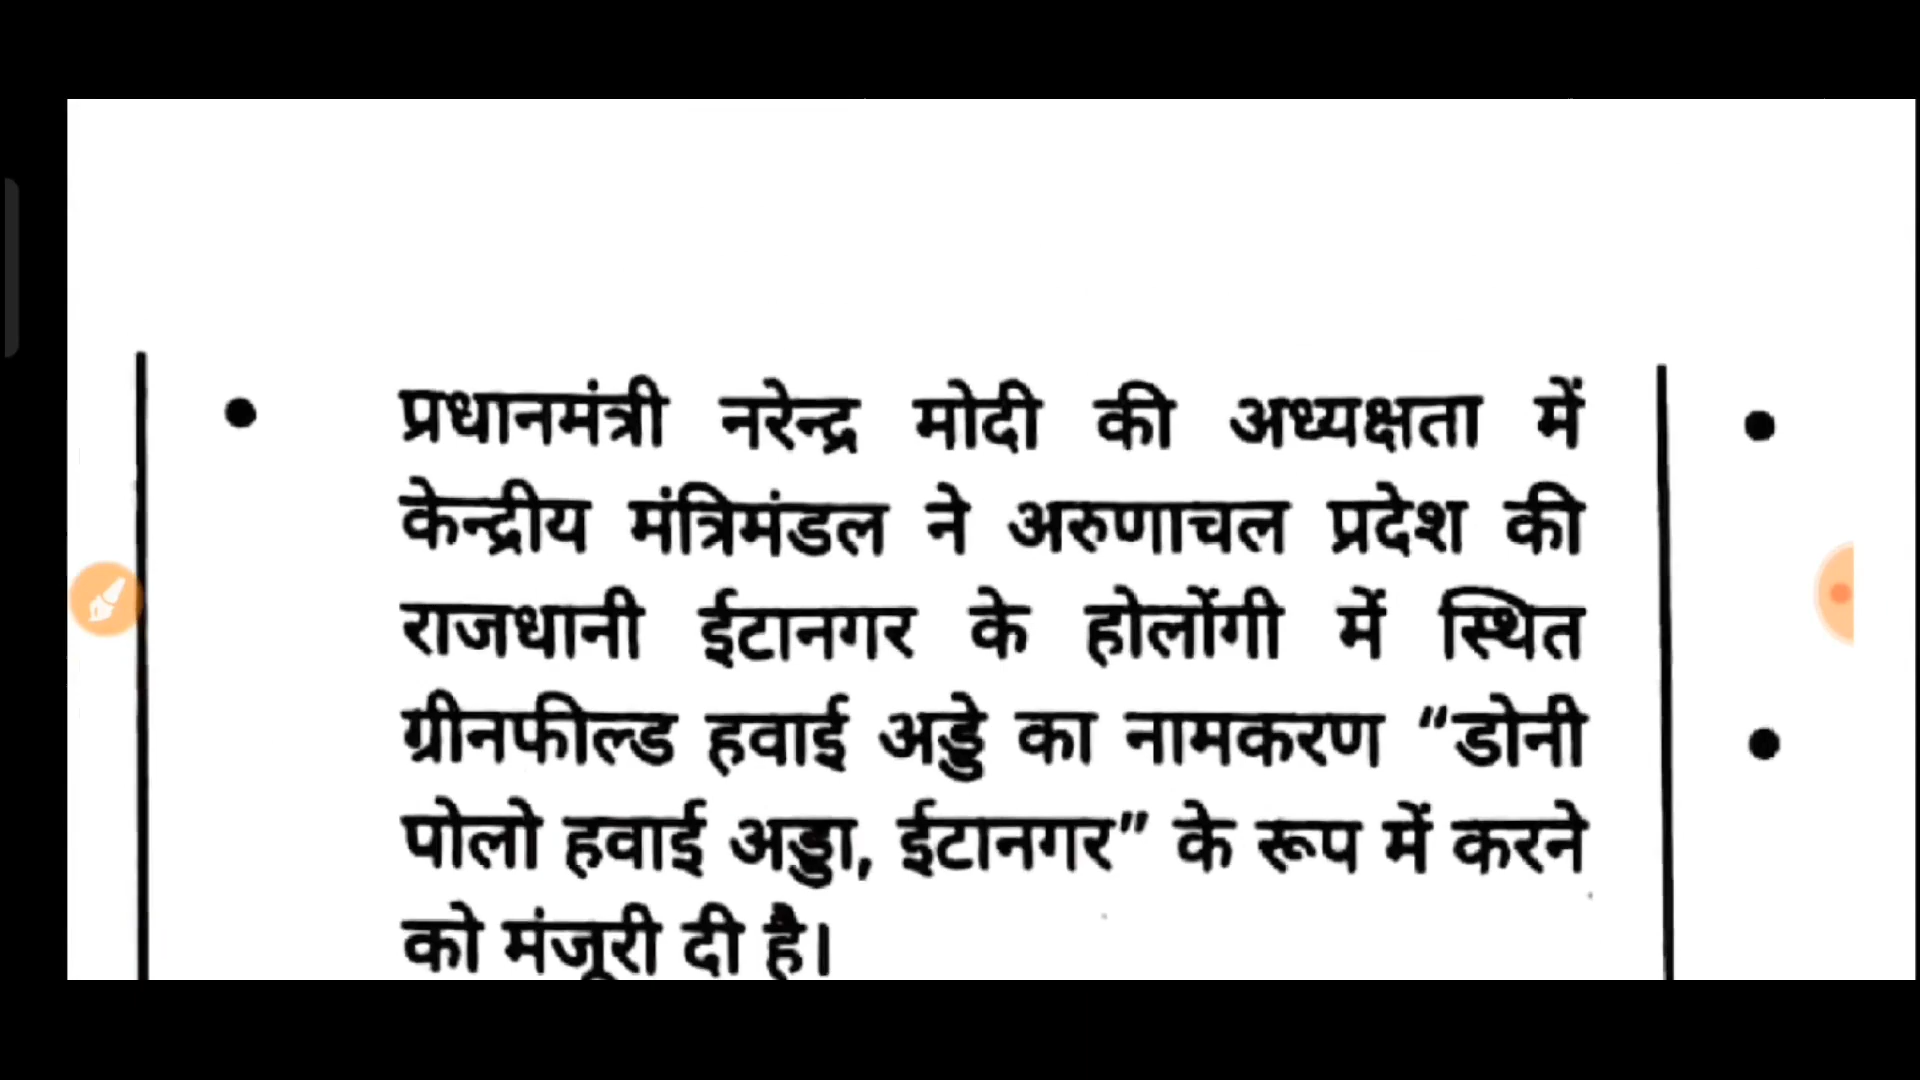 प्रधानमंत्री नरेन्द्र मोदी की अध्यक्षता में
केन्द्रीय मंत्रिमंडल ने अरुणाचल प्रदेश की
राजधानी ईटानगर के होलोंगी में स्थित
ग्रीनफील्ड हवाई अड्डे का नामकरण “डोनी
पोलो हवाई अड्डा, ईटानगर” के रूप में करने
को मंजूरी दी है।